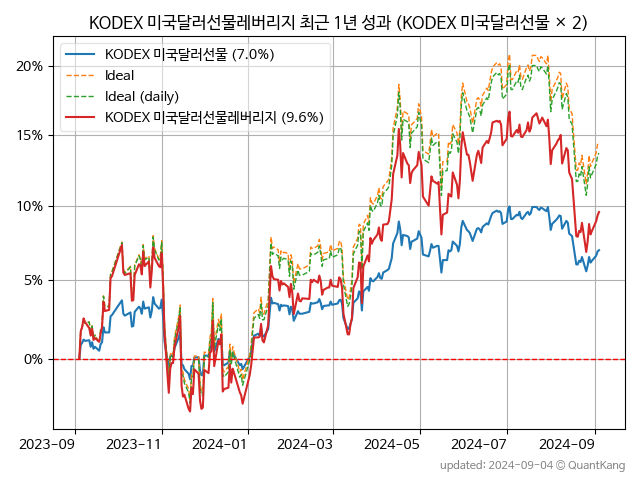 KODEX 미국달러선물레버리지 최근 1년 성과 (KODEX 미국달러선물 × 2)
KODEX 미국달러선물 (7.0%)
Ideal
Ideal (daily)
KODEX 미국달러선물레버리지 (9.6%)
20%
15%
10%
5%
0%
2023-09 2023-11 2024-01 2024-03 2024-05 2024-07 2024-09
updated: 2024-09-04 ⓒ QuantKang